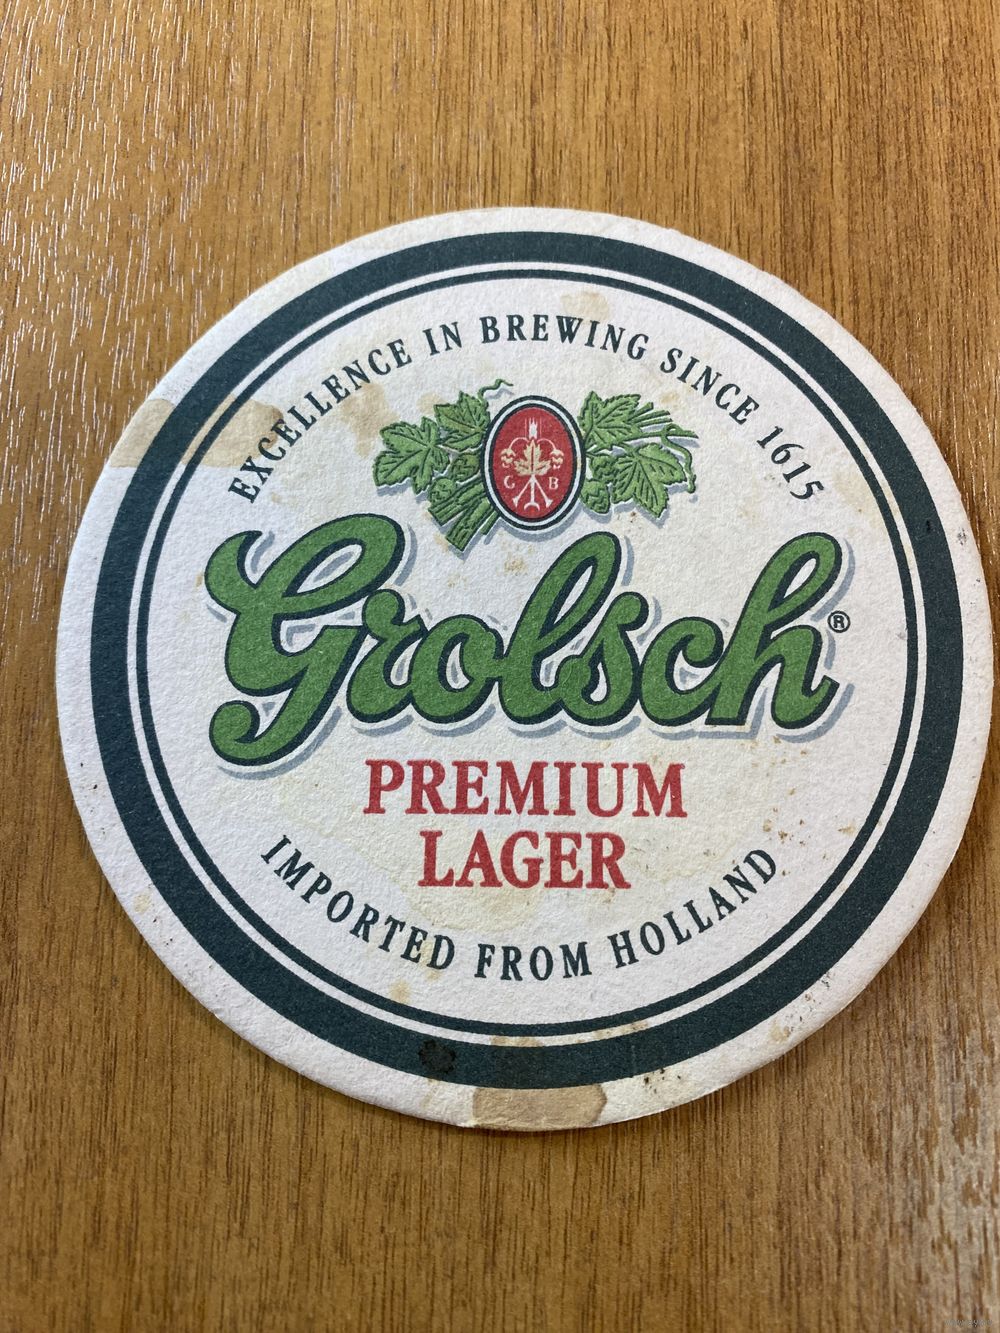 EXCELLENCE IN BREWING SINCE 1615
G B
Grolsch®
PREMIUM
LAGER
IMPORTED FROM HOLLAND